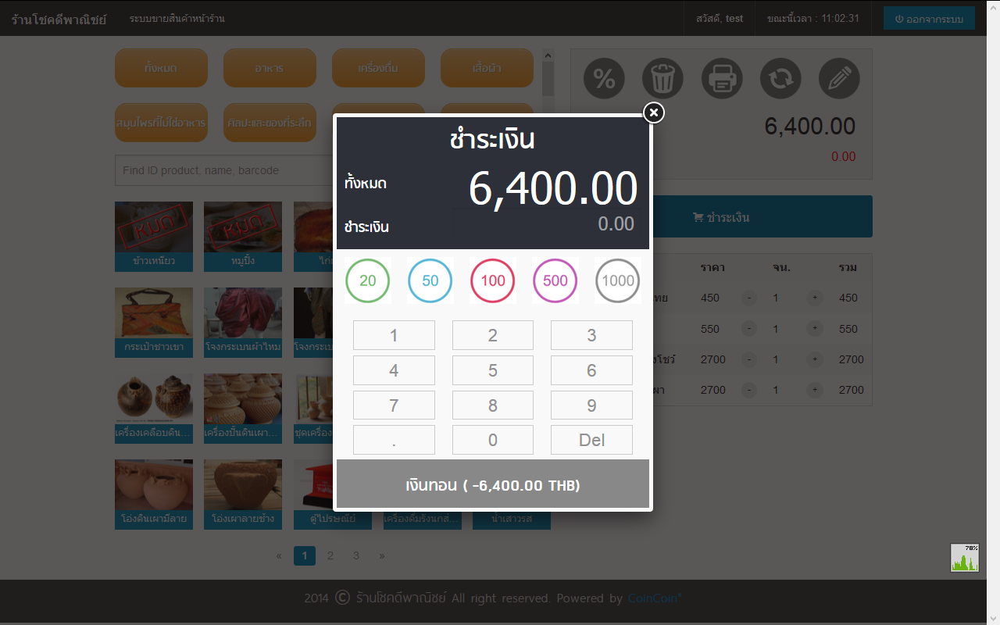 ร้านโชคดีพาณิชย์ ระบบขายสินค้าหน้าร้าน สวัสดี, test ขณะนี้เวลา : 11:02:31 ออกจากระบบ
ทั้งหมด อาหาร เครื่องดื่ม เสื้อผ้า
สมุนไพรที่ไม่ใช่อาหาร ศิลปะและของที่ระลึก
Find ID product, name, barcode
6,400.00
0.00
ชำระเงิน
ชำระเงิน
ทั้งหมด 6,400.00
ชำระเงิน 0.00
20 50 100 500 1000
1 2 3
4 5 6
7 8 9
. 0 Del
เงินทอน ( -6,400.00 THB)
หมด หมด
ข้าวเหนียว หมูปิ้ง
กระเป๋าชาวเขา โจงกระเบนผ้าไหม โจงกระเบ
เครื่องเคลือบดิน... เครื่องปั้นดินเผา... ชุดเครื่อง
โอ่งดินเผามีลาย โอ่งเผาลายช้าง ตู้ไปรษณีย์ เครื่องดื่มรังนกส่... น้ำเสาวรส
ราคา จน. รวม
ไทย 450 - 1 + 450
550 - 1 + 550
งโชว์ 2700 - 1 + 2700
เผา 2700 - 1 + 2700
« 1 2 3 »
78%
2014 © ร้านโชคดีพาณิชย์ All right reserved. Powered by CoinCoin+